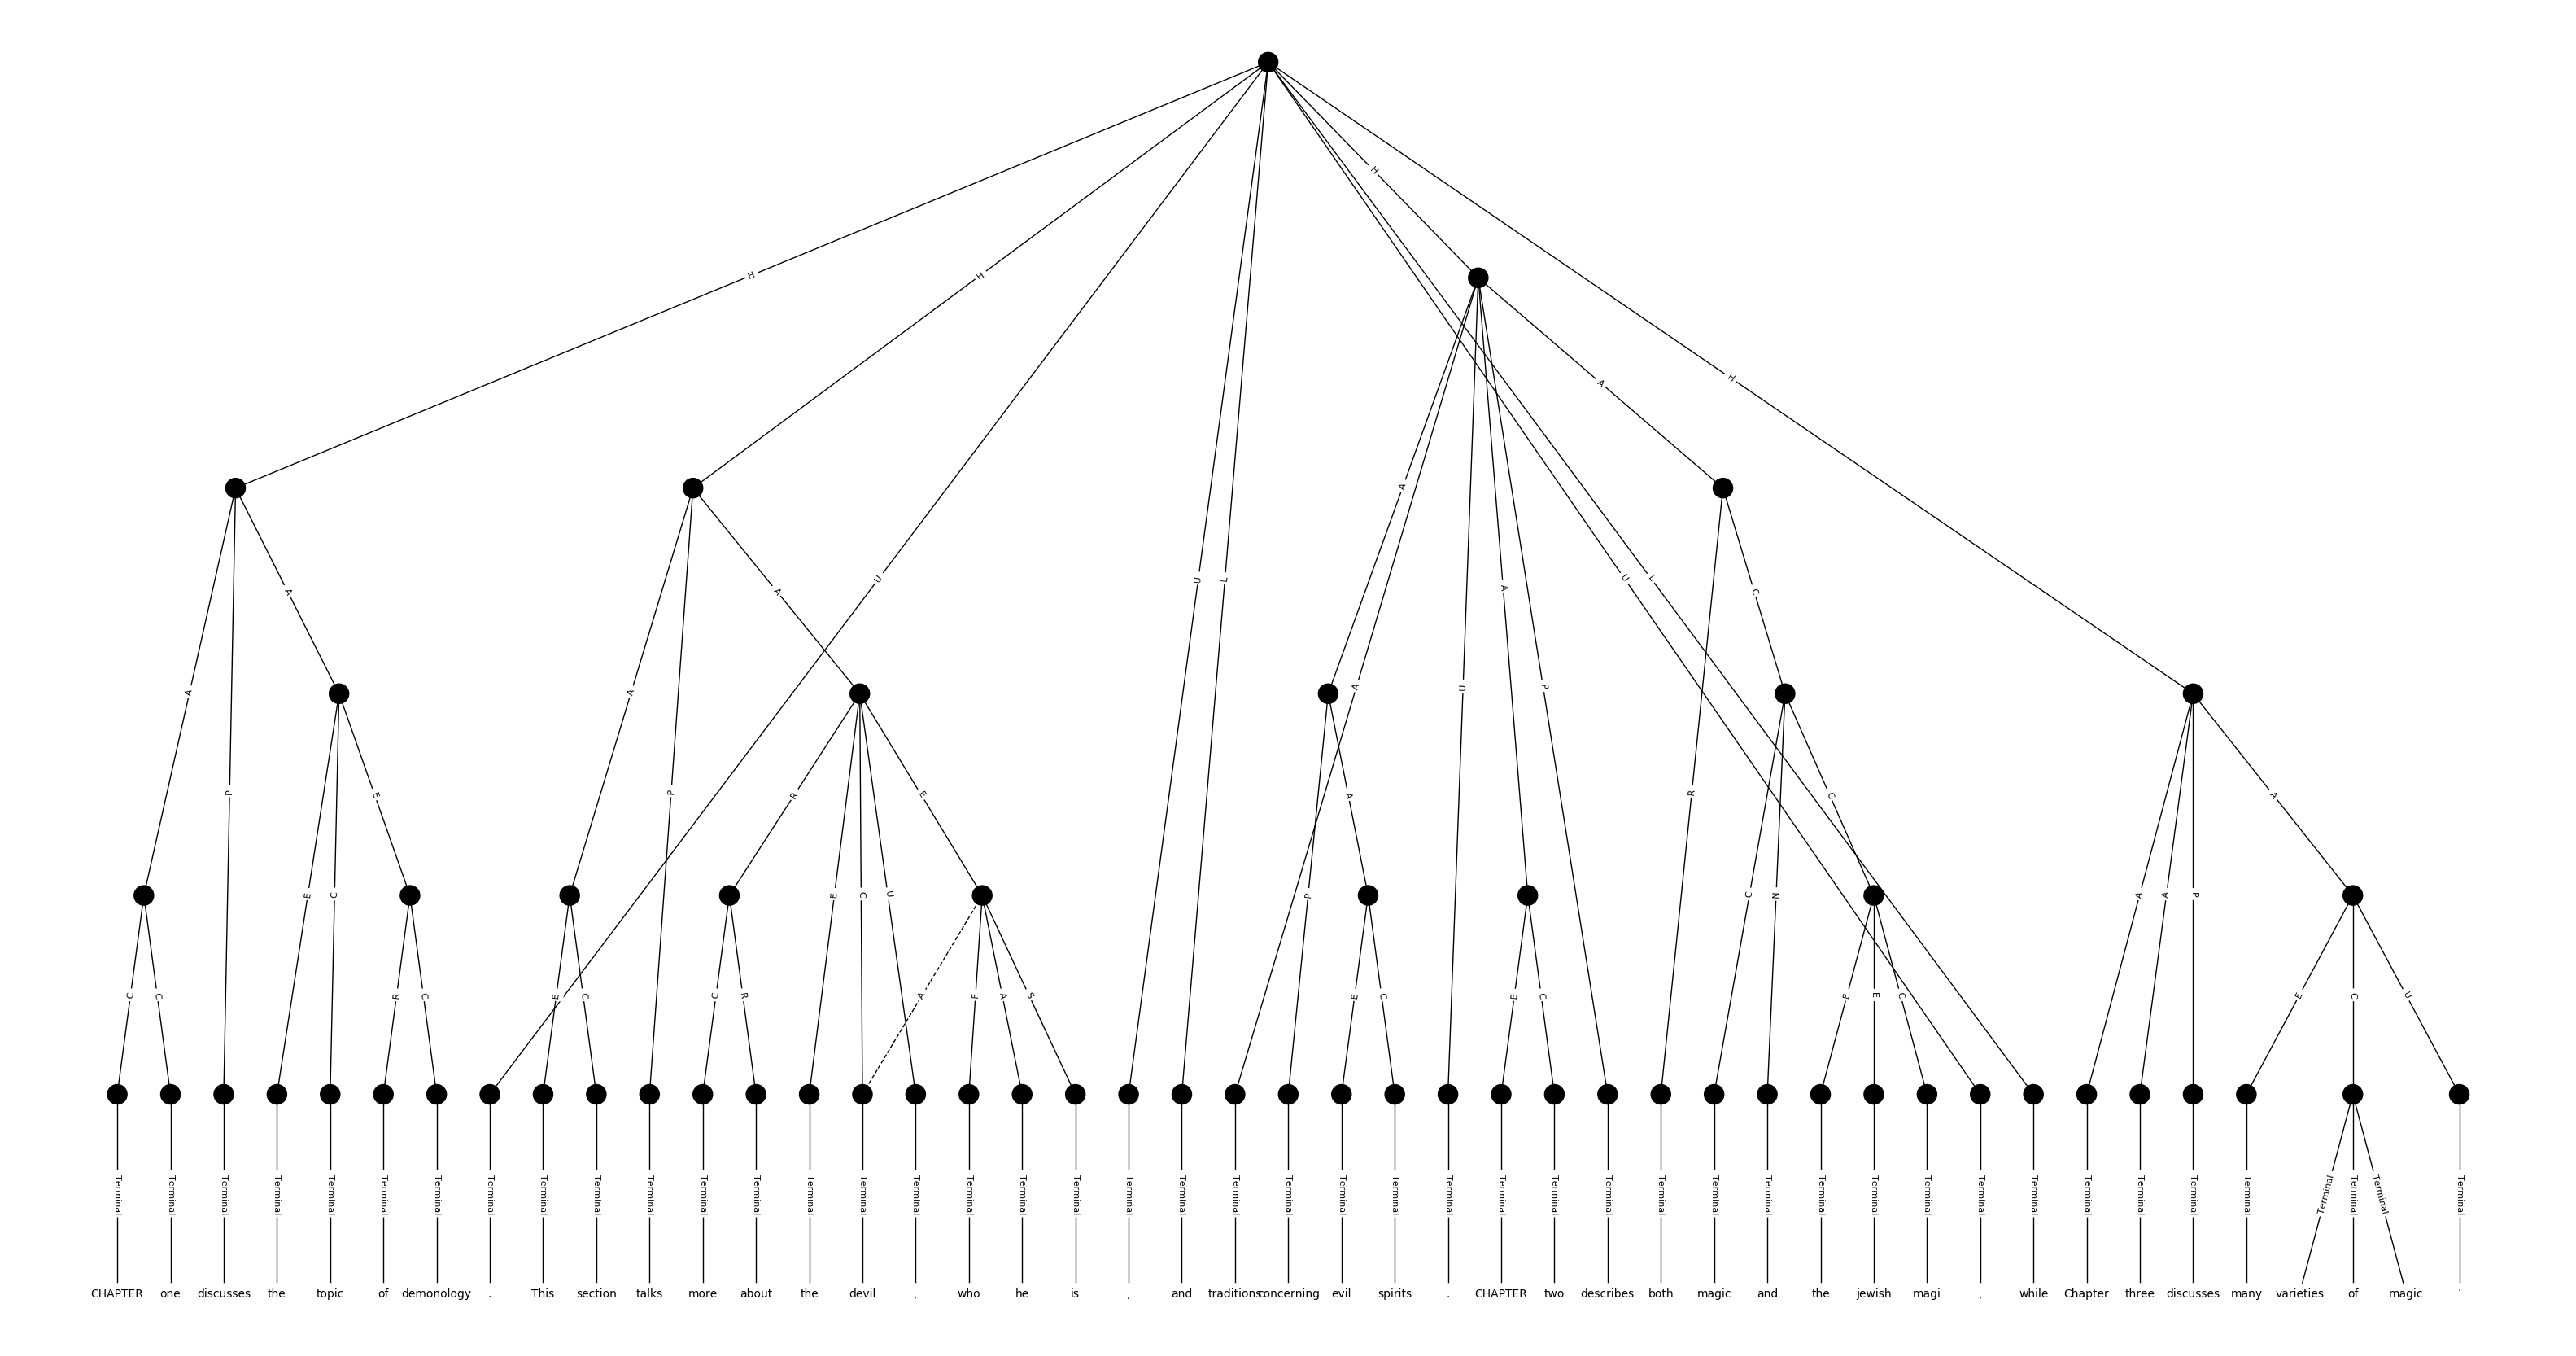 H
H
H
A
H
A
U
U
L
U
L
A
C
A
A
A
A
U
A
P
P
P
E
R
E
A
R
C
E
C
E
C
U
P
C
N
A
A
P
C
C
R
C
E
C
C
R
A
F
A
S
E
C
E
C
E
E
C
E
C
U
Terminal Terminal Terminal Terminal Terminal Terminal Terminal Terminal Terminal Terminal Terminal Terminal Terminal Terminal Terminal Terminal Terminal Terminal Terminal Terminal Terminal Terminal Terminal Terminal Terminal Terminal Terminal Terminal Terminal Terminal Terminal Terminal Terminal Terminal Terminal Terminal Terminal Terminal Terminal Terminal Terminal Terminal Terminal Terminal Terminal
CHAPTER one discusses the topic of demonology . This section talks more about the devil , who he is , and traditions concerning evil spirits . CHAPTER two describes both magic and the jewish magi , while Chapter three discusses many varieties of magic .